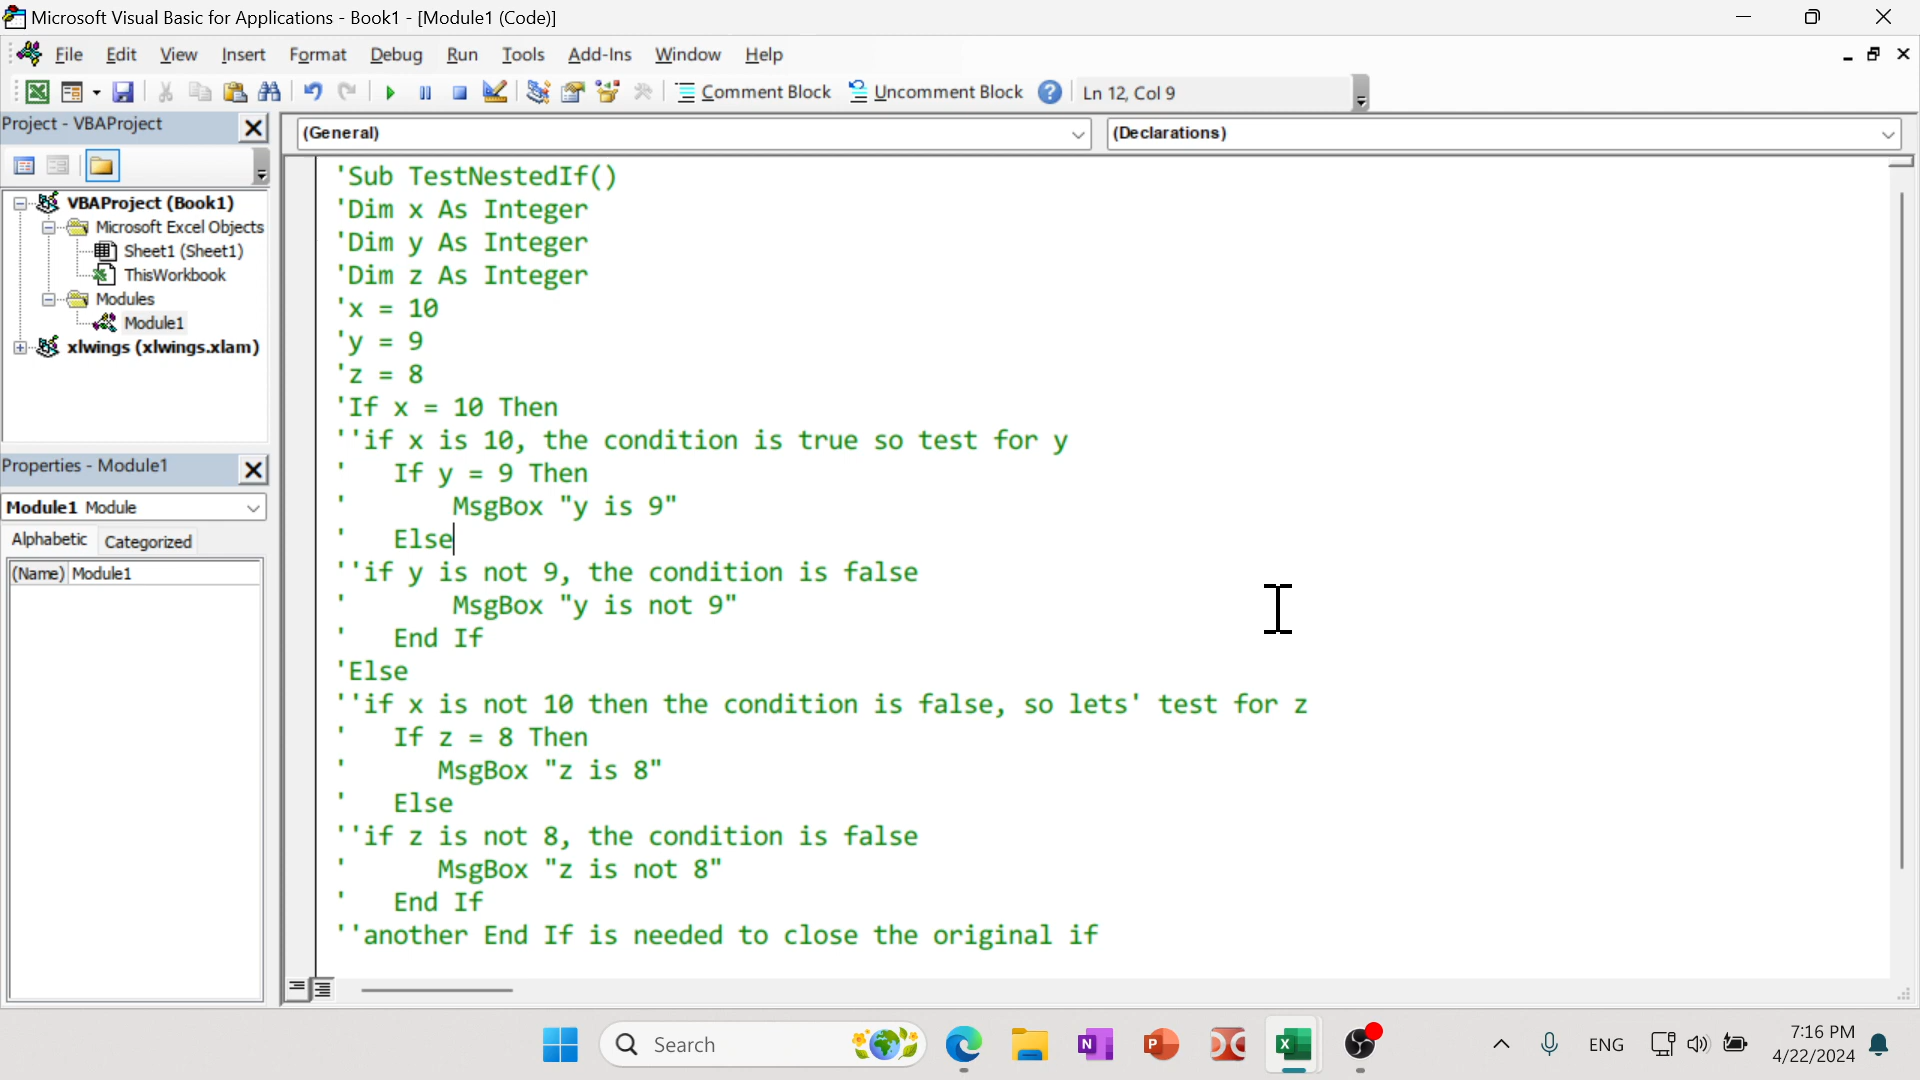 Microsoft Visual Basic for Applications - Book1 - [Module1 (Code)]
File Edit View Insert Format Debug Run Tools Add-Ins Window Help
Comment Block Uncomment Block Ln 12, Col 9
Project - VBAProject
(General) (Declarations)
VBAProject (Book1)
Microsoft Excel Objects
Sheet1 (Sheet1)
ThisWorkbook
Modules
Module1
xlwings (xlwings.xlam)
Properties - Module1
Module1 Module
Alphabetic Categorized
(Name) Module1
'Sub TestNestedIf()
'Dim x As Integer
'Dim y As Integer
'Dim z As Integer
'x = 10
'y = 9
'z = 8
'If x = 10 Then
''if x is 10, the condition is true so test for y
'   If y = 9 Then
'       MsgBox "y is 9"
'   Else
''if y is not 9, the condition is false
'       MsgBox "y is not 9"
'   End If
'Else
''if x is not 10 then the condition is false, so lets' test for z
'   If z = 8 Then
'      MsgBox "z is 8"
'   Else
''if z is not 8, the condition is false
'      MsgBox "z is not 8"
'   End If
''another End If is needed to close the original if
Search
N
P
X
ENG
7:16 PM
4/22/2024